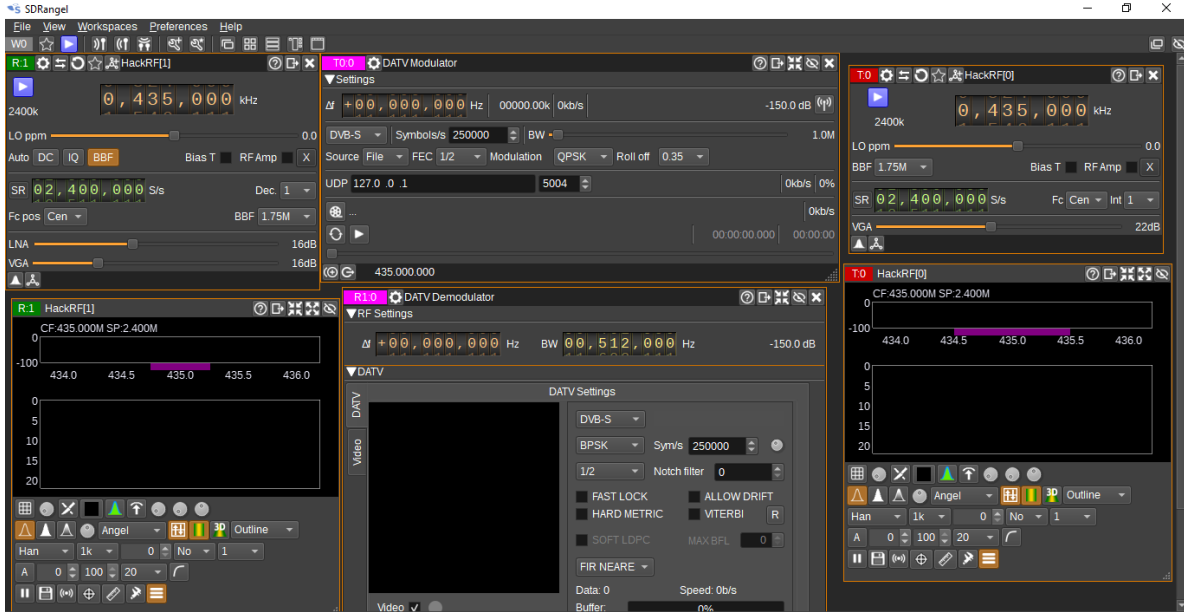 SDRangel
File View Workspaces Preferences Help
W0
R:1 HackRF[1]
2400k
0,435,000 kHz
LO ppm 0.0
Auto DC IQ BBF Bias T RF Amp X
SR 02,400,000 S/s Dec. 1
Fc pos Cen BBF 1.75M
LNA 16dB
VGA 16dB
T0:0 DATV Modulator
Settings
Δf +00,000,000 Hz 00000.00k 0kb/s -150.0 dB
DVB-S Symbols/s 250000 BW 1.0M
Source File FEC 1/2 Modulation QPSK Roll off 0.35
UDP 127.0 .0 .1 5004 0kb/s 0%
... 0kb/s
00:00:00.000 00:00:00
435.000.000
T:0 HackRF[0]
2400k
0,435,000 kHz
LO ppm 0.0
BBF 1.75M Bias T RF Amp X
SR 02,400,000 S/s Fc Cen Int 1
VGA 22dB
R:1 HackRF[1]
CF:435.000M SP:2.400M
0
-100
434.0 434.5 435.0 435.5 436.0
0
5
10
15
20
Angel 3D Outline
Han 1k 0 No 1
A 0 100 20
R1:0 DATV Demodulator
RF Settings
Δf +00,000,000 Hz BW 00,512,000 Hz -150.0 dB
DATV
DATV
Video
DATV Settings
DVB-S
BPSK Sym/s 250000
1/2 Notch filter 0
FAST LOCK ALLOW DRIFT
HARD METRIC VITERBI R
SOFT LDPC MAX BFL 0
FIR NEARE
Data: 0 Speed: 0b/s
Buffer: 0%
Video
T:0 HackRF[0]
CF:435.000M SP:2.400M
0
-100
434.0 434.5 435.0 435.5 436.0
0
5
10
15
20
Angel 3D Outline
Han 1k 0 No 1
A 0 100 20